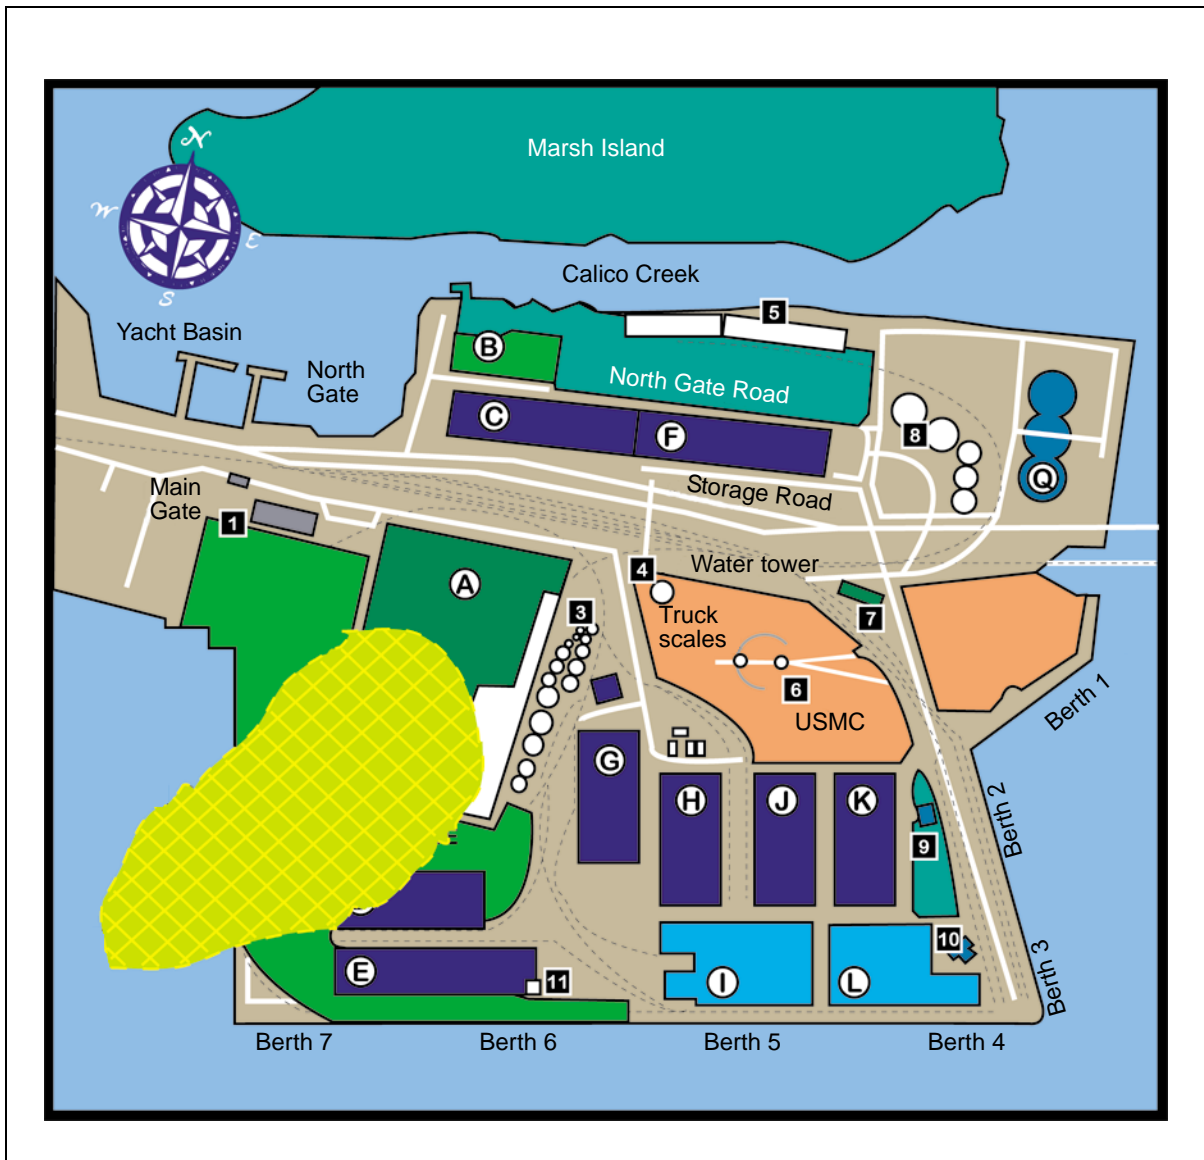 N
Marsh Island
W
E
S
Calico Creek
5
Yacht Basin
North
Gate
B
North Gate Road
C
F
8
Q
Storage Road
Main
Gate
1
Water tower
4
A
3
Truck
scales
7
6
USMC
Berth 1
G
H
J
K
Berth 2
9
10
E
11
I
L
Berth 3
Berth 7
Berth 6
Berth 5
Berth 4